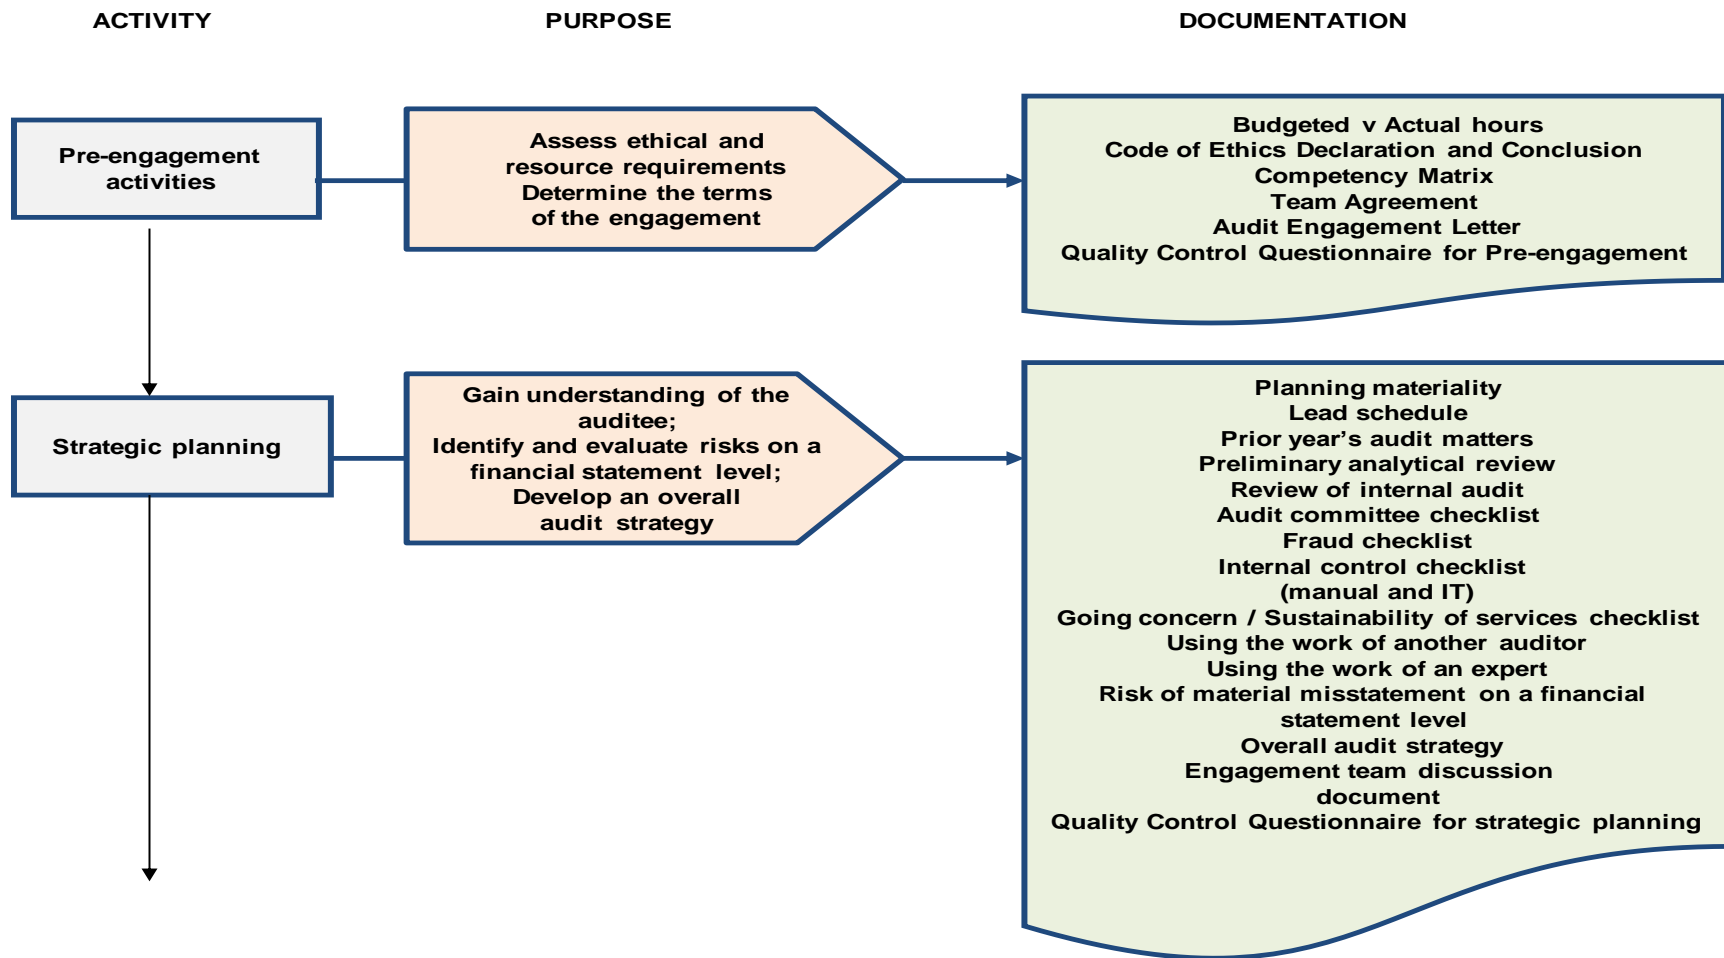 ACTIVITY
PURPOSE
DOCUMENTATION
Pre-engagement
activities
Assess ethical and
resource requirements
Determine the terms
of the engagement
Budgeted v Actual hours
Code of Ethics Declaration and Conclusion
Competency Matrix
Team Agreement
Audit Engagement Letter
Quality Control Questionnaire for Pre-engagement
Strategic planning
Gain understanding of the
auditee;
Identify and evaluate risks on a
financial statement level;
Develop an overall
audit strategy
Planning materiality
Lead schedule
Prior year’s audit matters
Preliminary analytical review
Review of internal audit
Audit committee checklist
Fraud checklist
Internal control checklist
(manual and IT)
Going concern / Sustainability of services checklist
Using the work of another auditor
Using the work of an expert
Risk of material misstatement on a financial
statement level
Overall audit strategy
Engagement team discussion
document
Quality Control Questionnaire for strategic planning